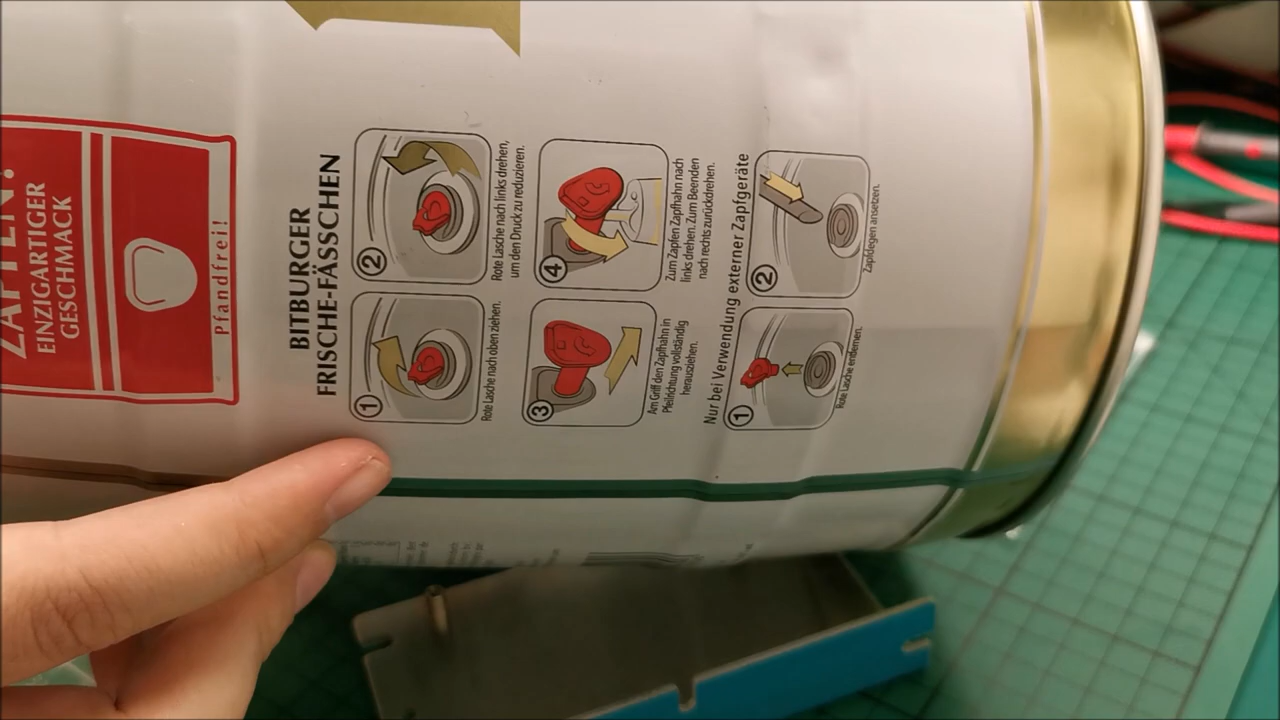 ZAPFEN!
EINZIGARTIGER
GESCHMACK
Pfandfrei!
BITBURGER
FRISCHE-FÄSSCHEN
1
Rote Lasche nach oben ziehen.
2
Rote Lasche nach links drehen,
um den Druck zu reduzieren.
3
Am Griff den Zapfhahn in
Pfeilrichtung vollständig
herausziehen.
4
Zum Zapfen Zapfhahn nach
links drehen. Zum Beenden
nach rechts zurückdrehen.
Nur bei Verwendung externer Zapfgeräte
1
Rote Lasche entfernen.
2
Zapfdegen ansetzen.